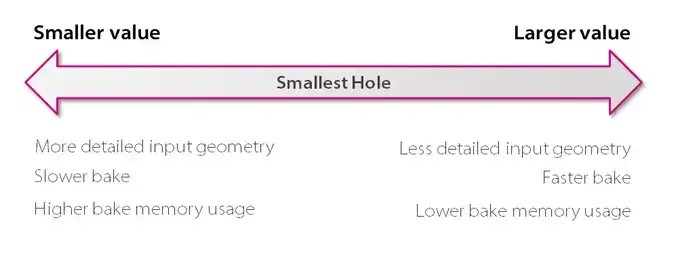 Smaller value Larger value
Smallest Hole
More detailed input geometry Less detailed input geometry
Slower bake Faster bake
Higher bake memory usage Lower bake memory usage